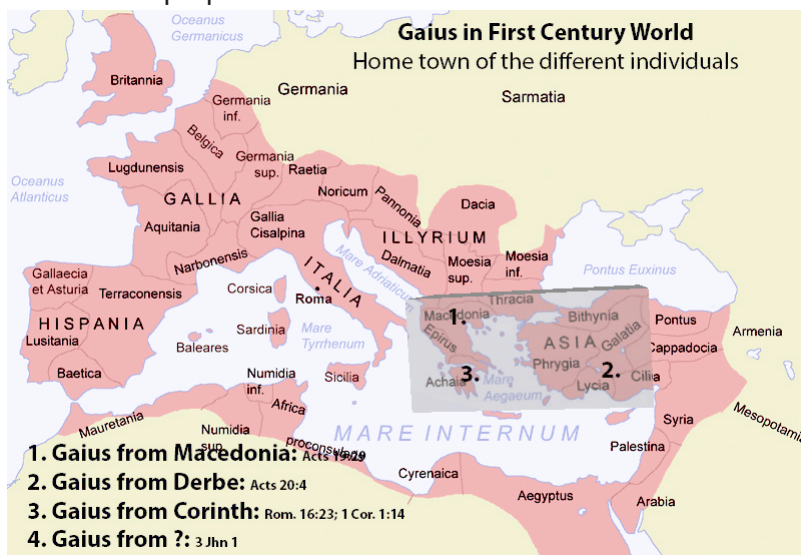 Gaius in First Century World
Home town of the different individuals
Oceanus
Germanicus
Britannia
Germania
Sarmatia
Germania
inf.
Belgica
Germania
sup.
Lugdunensis
Raetia
Oceanus
Atlanticus
GALLIA
Noricum
Pannonia
Dacia
Aquitania
Gallia
Cisalpina
ILLYRIUM
Dalmatia
Moesia
sup.
Moesia
inf.
Narbonensis
ITALIA
Mare Adriaticum
Pontus Euxinus
Gallaecia
et Asturia
Terraconensis
Corsica
Roma
Thracia
Macedonia
1.
Bithynia
Pontus
Armenia
HISPANIA
Lusitania
Sardinia
Mare
Tyrrhenum
Epirus
ASIA
Galatia
Cappadocia
Baleares
Phrygia
2.
Baetica
Numidia
inf.
Sicilia
Achaia
3.
Mare
Aegaeum
Lycia
Cilia
Mauretania
Africa
Syria
Mesopotamia
Numidia
sup.
proconsularis
MARE INTERNUM
Palestina
Cyrenaica
Aegyptus
Arabia
1. Gaius from Macedonia: Acts 19:29
2. Gaius from Derbe: Acts 20:4
3. Gaius from Corinth: Rom. 16:23; 1 Cor. 1:14
4. Gaius from ?: 3 Jhn 1